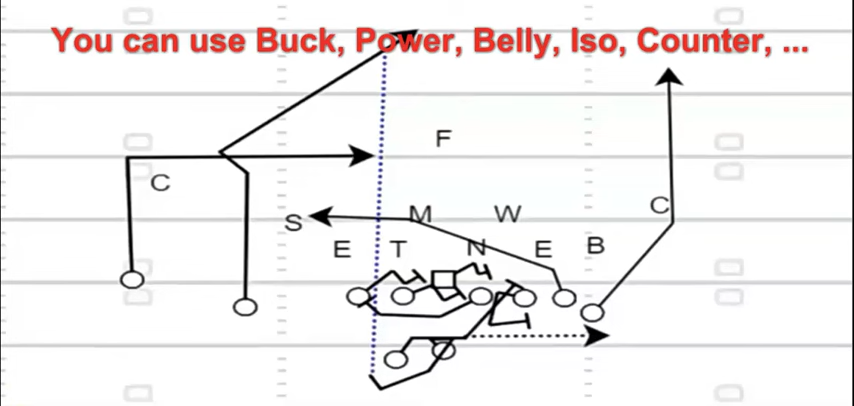 You can use Buck, Power, Belly, Iso, Counter, ...
F
C
C
S M W
E T N E B